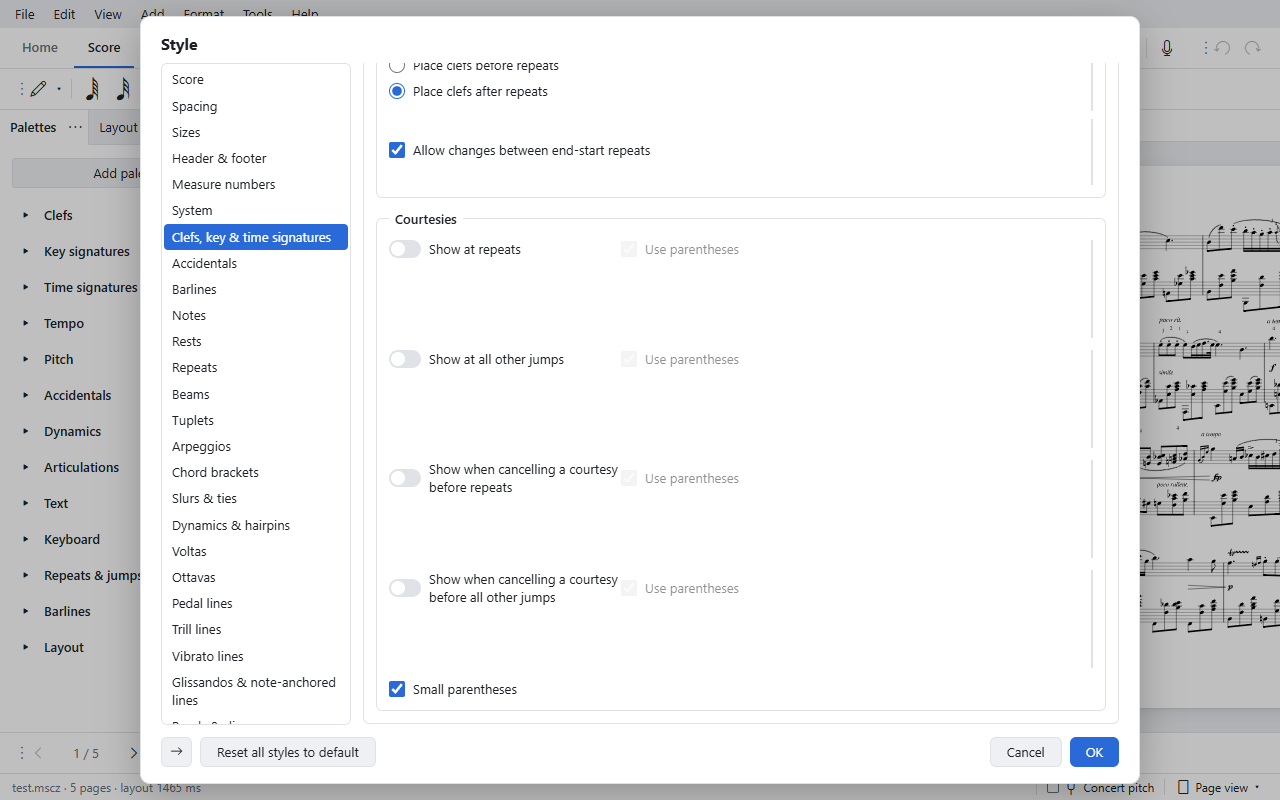 File Edit View Add Format Tools Help
Home Score
Palettes Layout
Clefs
Key signatures
Time signatures
Tempo
Pitch
Accidentals
Dynamics
Articulations
Text
Keyboard
Repeats & jumps
Barlines
Layout
1 / 5
test.mscz · 5 pages · layout 1465 ms
Style
Score
Spacing
Sizes
Header & footer
Measure numbers
System
Clefs, key & time signatures
Accidentals
Barlines
Notes
Rests
Repeats
Beams
Tuplets
Arpeggios
Chord brackets
Slurs & ties
Dynamics & hairpins
Voltas
Ottavas
Pedal lines
Trill lines
Vibrato lines
Glissandos & note-anchored
lines
Place clefs before repeats
Place clefs after repeats
Allow changes between end-start repeats
Courtesies
Show at repeats Use parentheses
Show at all other jumps Use parentheses
Show when cancelling a courtesy
before repeats Use parentheses
Show when cancelling a courtesy
before all other jumps Use parentheses
Small parentheses
Reset all styles to default
Cancel OK
paco rit.
simile
a tempo
poco rallent.
Concert pitch Page view